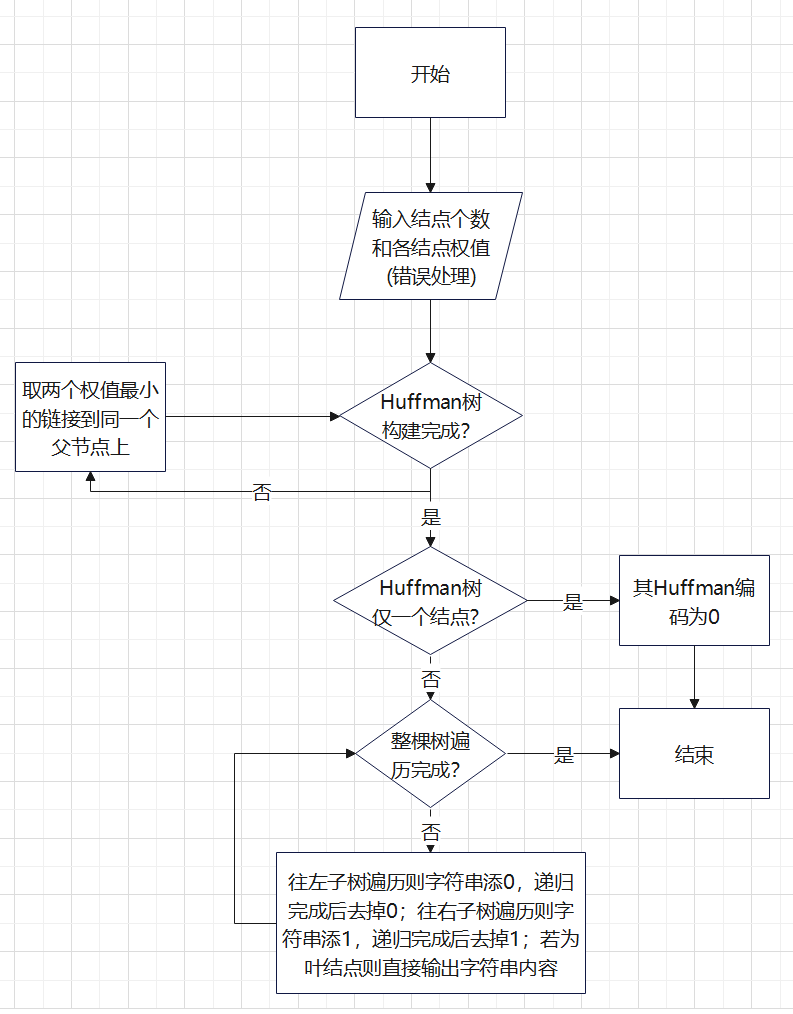 开始
输入结点个数
和各结点权值
(错误处理)
取两个权值最小
的链接到同一个
父节点上
Huffman树
构建完成？
否
是
Huffman树
仅一个结点？
是
其Huffman编
码为0
否
整棵树遍
历完成？
是
结束
否
往左子树遍历则字符串添0，递归
完成后去掉0；往右子树遍历则字
符串添1，递归完成后去掉1；若为
叶结点则直接输出字符串内容